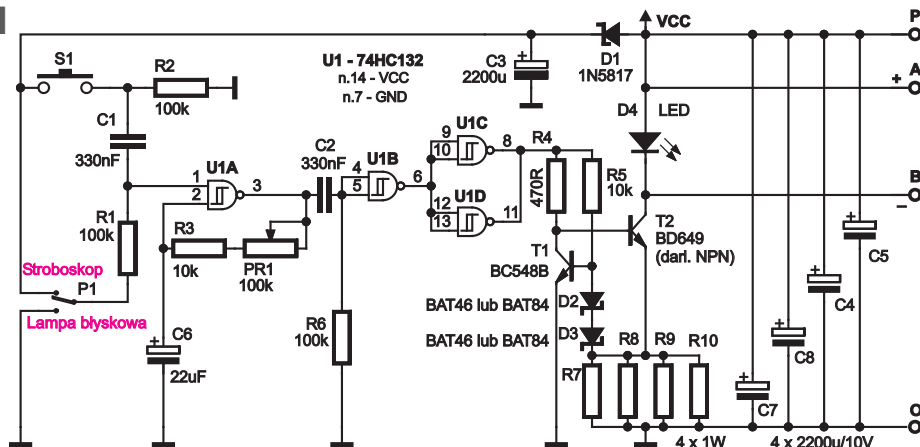 P
VCC
S1
U1 - 74HC132
n.14 - VCC
n.7 - GND
C3
2200u
D1
1N5817
A
+
R2
100k
D4 LED
C1
330nF
U1A
1
2
3
C2
330nF
U1B
4
5
6
U1C
9
10
8
R4
470R
R5
10k
U1D
12
13
11
B
–
R1
100k
R3
10k
PR1
100k
T1
BC548B
T2
BD649
(darl. NPN)
C5
Stroboskop
P1
Lampa błyskowa
BAT46 lub BAT84
D2
C4
C6
22uF
R6
100k
BAT46 lub BAT84
D3
R8
R9
R10
C8
R7
C7
O
4 x 1W
4 x 2200u/10V
+
+
+
+
+
+